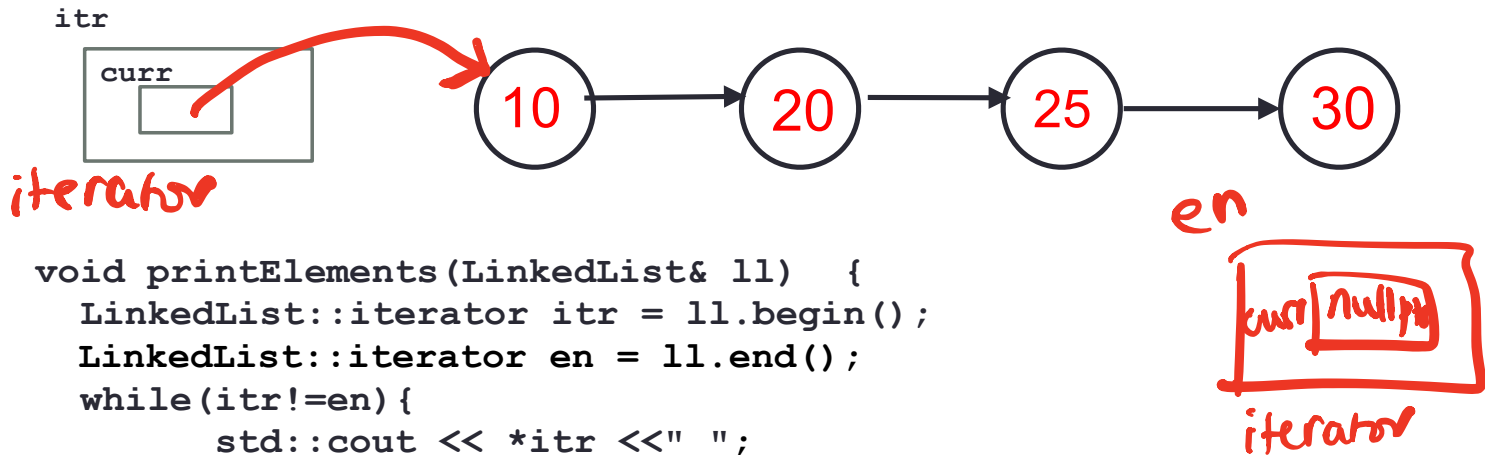 itr
curr
10 20 25 30
iterator
en
void printElements(LinkedList& ll) {
LinkedList::iterator itr = ll.begin();
LinkedList::iterator en = ll.end();
while(itr!=en){
std::cout << *itr <<" ";
curr nullptr
iterator